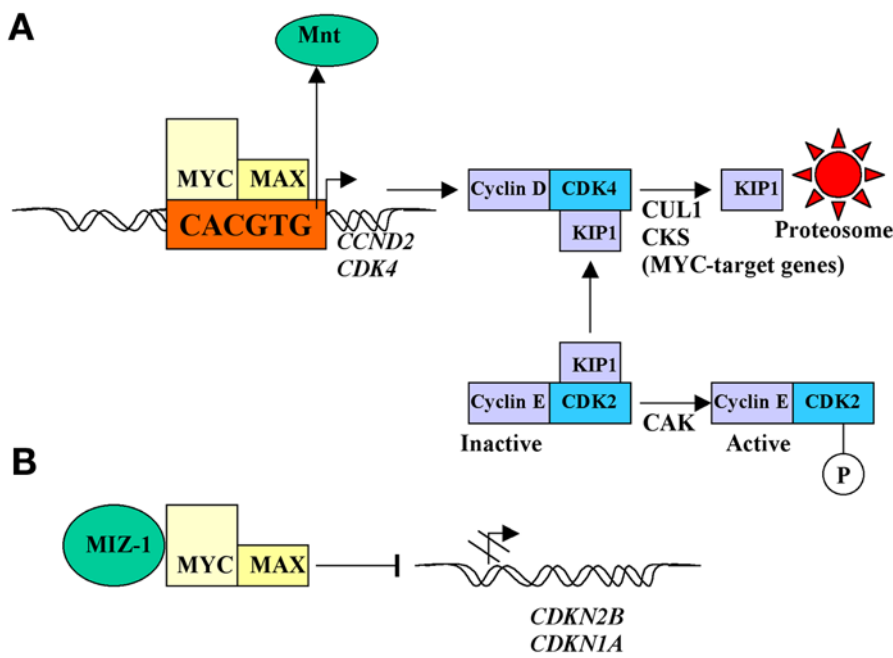 A
Mnt
MYC MAX
CACGTG
CCND2
CDK4
Cyclin D CDK4
KIP1
CUL1
CKS
(MYC-target genes)
KIP1
Proteosome
KIP1
Cyclin E CDK2
Inactive
CAK
Cyclin E CDK2
Active
P
B
MIZ-1
MYC MAX
CDKN2B
CDKN1A